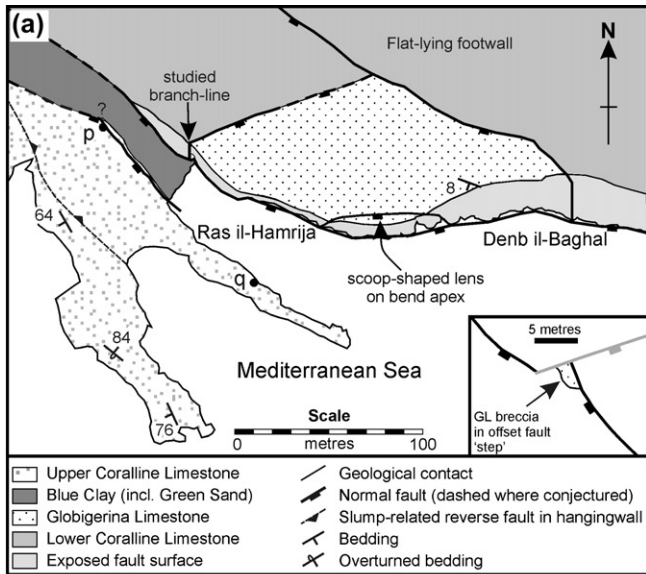 (a)
Flat-lying footwall
N
studied
branch-line
?
p
8
64
Ras il-Hamrija
Denb il-Baghal
scoop-shaped lens
on bend apex
q
84
76
Mediterranean Sea
5 metres
GL breccia
in offset fault
'step'
Scale
0 metres 100
Upper Coralline Limestone
Blue Clay (incl. Green Sand)
Globigerina Limestone
Lower Coralline Limestone
Exposed fault surface
Geological contact
Normal fault (dashed where conjectured)
Slump-related reverse fault in hangingwall
Bedding
Overturned bedding